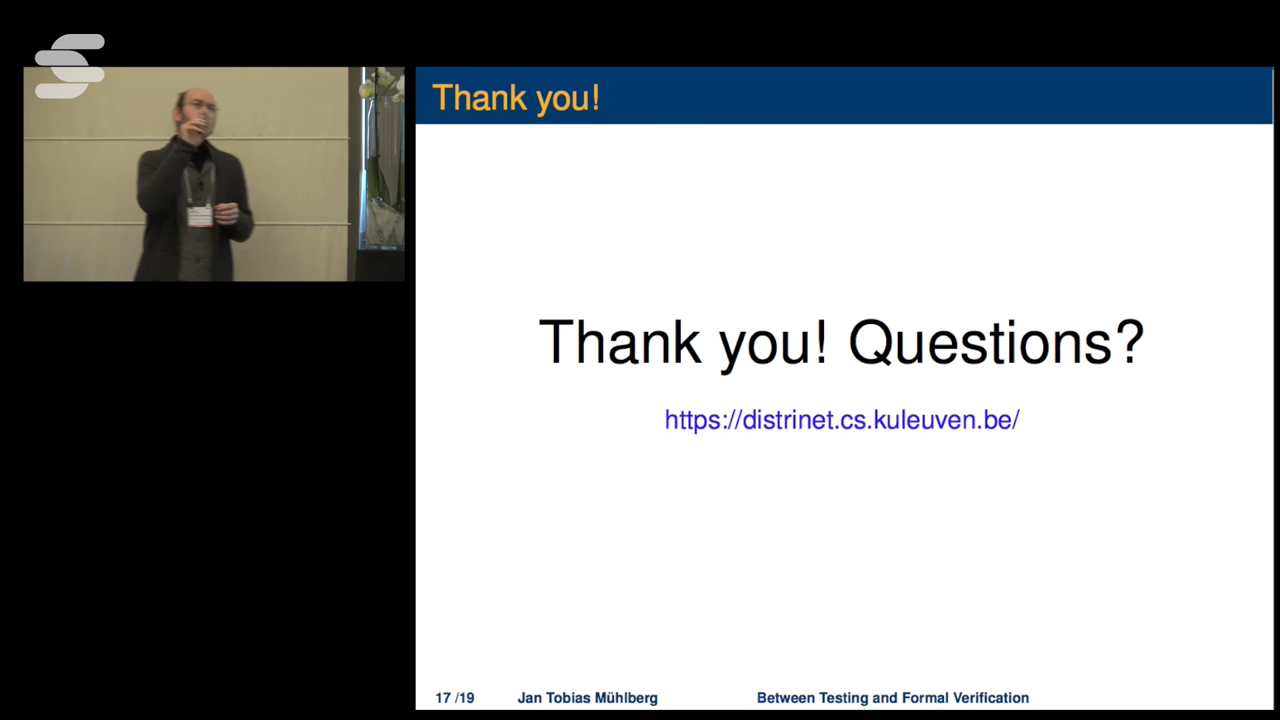 Thank you!
Thank you! Questions?
https://distrinet.cs.kuleuven.be/
17 /19 Jan Tobias Mühlberg Between Testing and Formal Verification